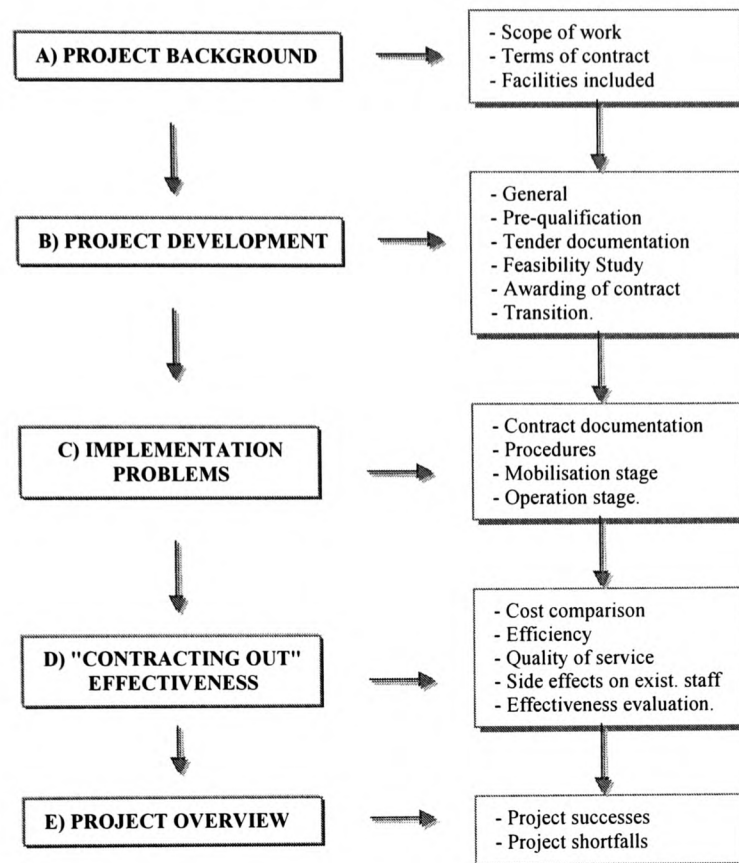 A) PROJECT BACKGROUND
- Scope of work
- Terms of contract
- Facilities included
B) PROJECT DEVELOPMENT
- General
- Pre-qualification
- Tender documentation
- Feasibility Study
- Awarding of contract
- Transition.
C) IMPLEMENTATION
PROBLEMS
- Contract documentation
- Procedures
- Mobilisation stage
- Operation stage.
D) "CONTRACTING OUT"
EFFECTIVENESS
- Cost comparison
- Efficiency
- Quality of service
- Side effects on exist. staff
- Effectiveness evaluation.
E) PROJECT OVERVIEW
- Project successes
- Project shortfalls